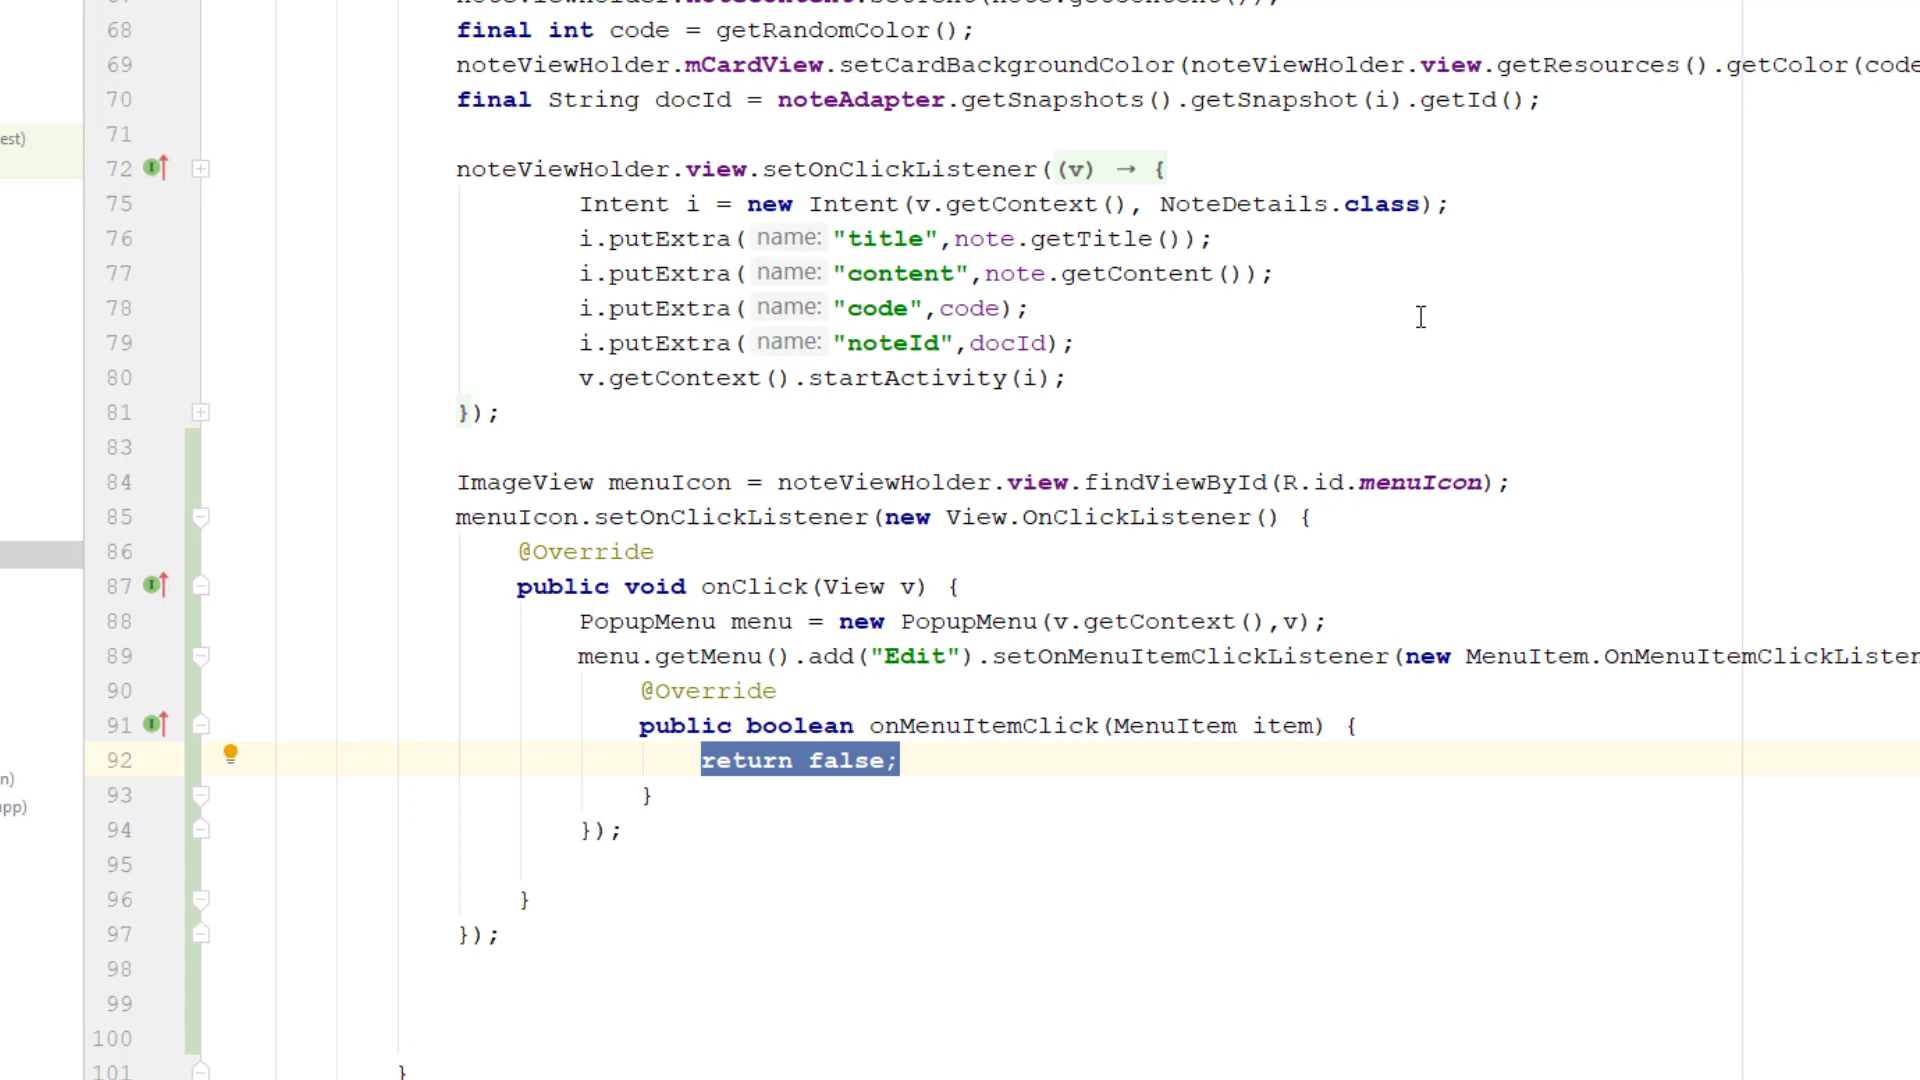 68 final int code = getRandomColor();
69 noteViewHolder.mCardView.setCardBackgroundColor(noteViewHolder.view.getResources().getColor(code
70 final String docId = noteAdapter.getSnapshots().getSnapshot(i).getId();
est)
71
72 noteViewHolder.view.setOnClickListener((v) → {
75 Intent i = new Intent(v.getContext(), NoteDetails.class);
76 i.putExtra( name: "title",note.getTitle());
77 i.putExtra( name: "content",note.getContent());
78 i.putExtra( name: "code",code);
79 i.putExtra( name: "noteId",docId);
80 v.getContext().startActivity(i);
81 });
83
84 ImageView menuIcon = noteViewHolder.view.findViewById(R.id.menuIcon);
85 menuIcon.setOnClickListener(new View.OnClickListener() {
86 @Override
87 public void onClick(View v) {
88 PopupMenu menu = new PopupMenu(v.getContext(),v);
89 menu.getMenu().add("Edit").setOnMenuItemClickListener(new MenuItem.OnMenuItemClickListen
90 @Override
91 public boolean onMenuItemClick(MenuItem item) {
92 return false;
n)
93 }
app)
94 });
95
96 }
97 });
98
99
100
101 }